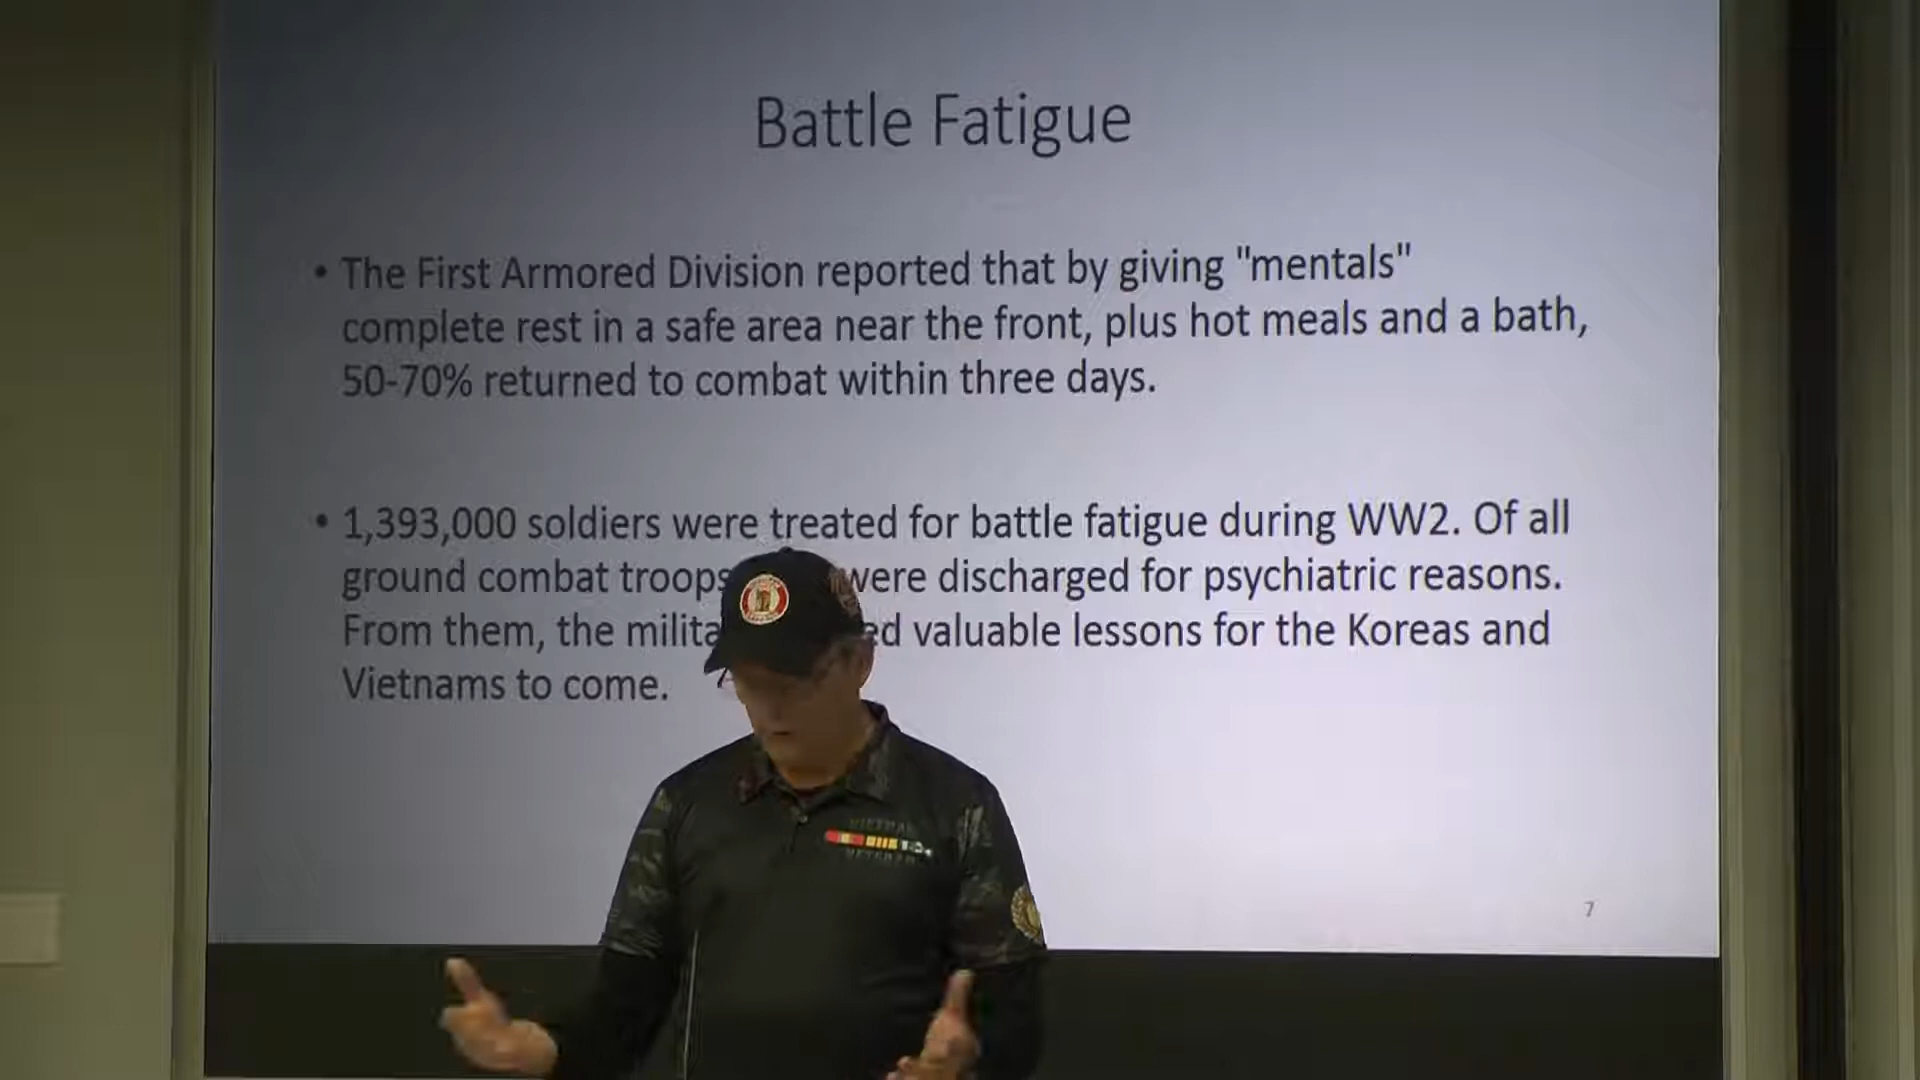 Battle Fatigue
• The First Armored Division reported that by giving "mentals"
complete rest in a safe area near the front, plus hot meals and a bath,
50-70% returned to combat within three days.
• 1,393,000 soldiers were treated for battle fatigue during WW2. Of all
ground combat troops were discharged for psychiatric reasons.
From them, the valuable lessons for the Koreas and
Vietnams to come.
VIETNAM
VETERAN
7